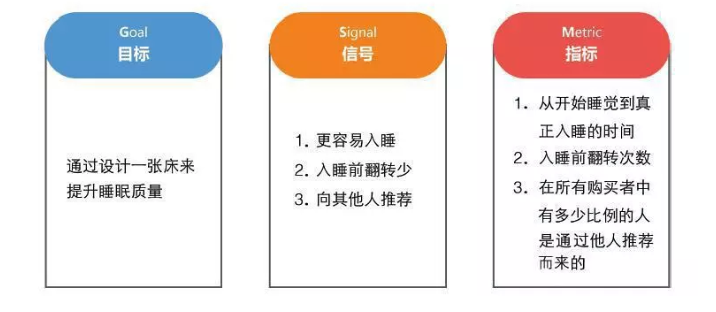 Goal
目标
通过设计一张床来
提升睡眠质量
Signal
信号
1. 更容易入睡
2. 入睡前翻转少
3. 向其他人推荐
Metric
指标
1. 从开始睡觉到真
正入睡的时间
2. 入睡前翻转次数
3. 在所有购买者中
有多少比例的人
是通过他人推荐
而来的